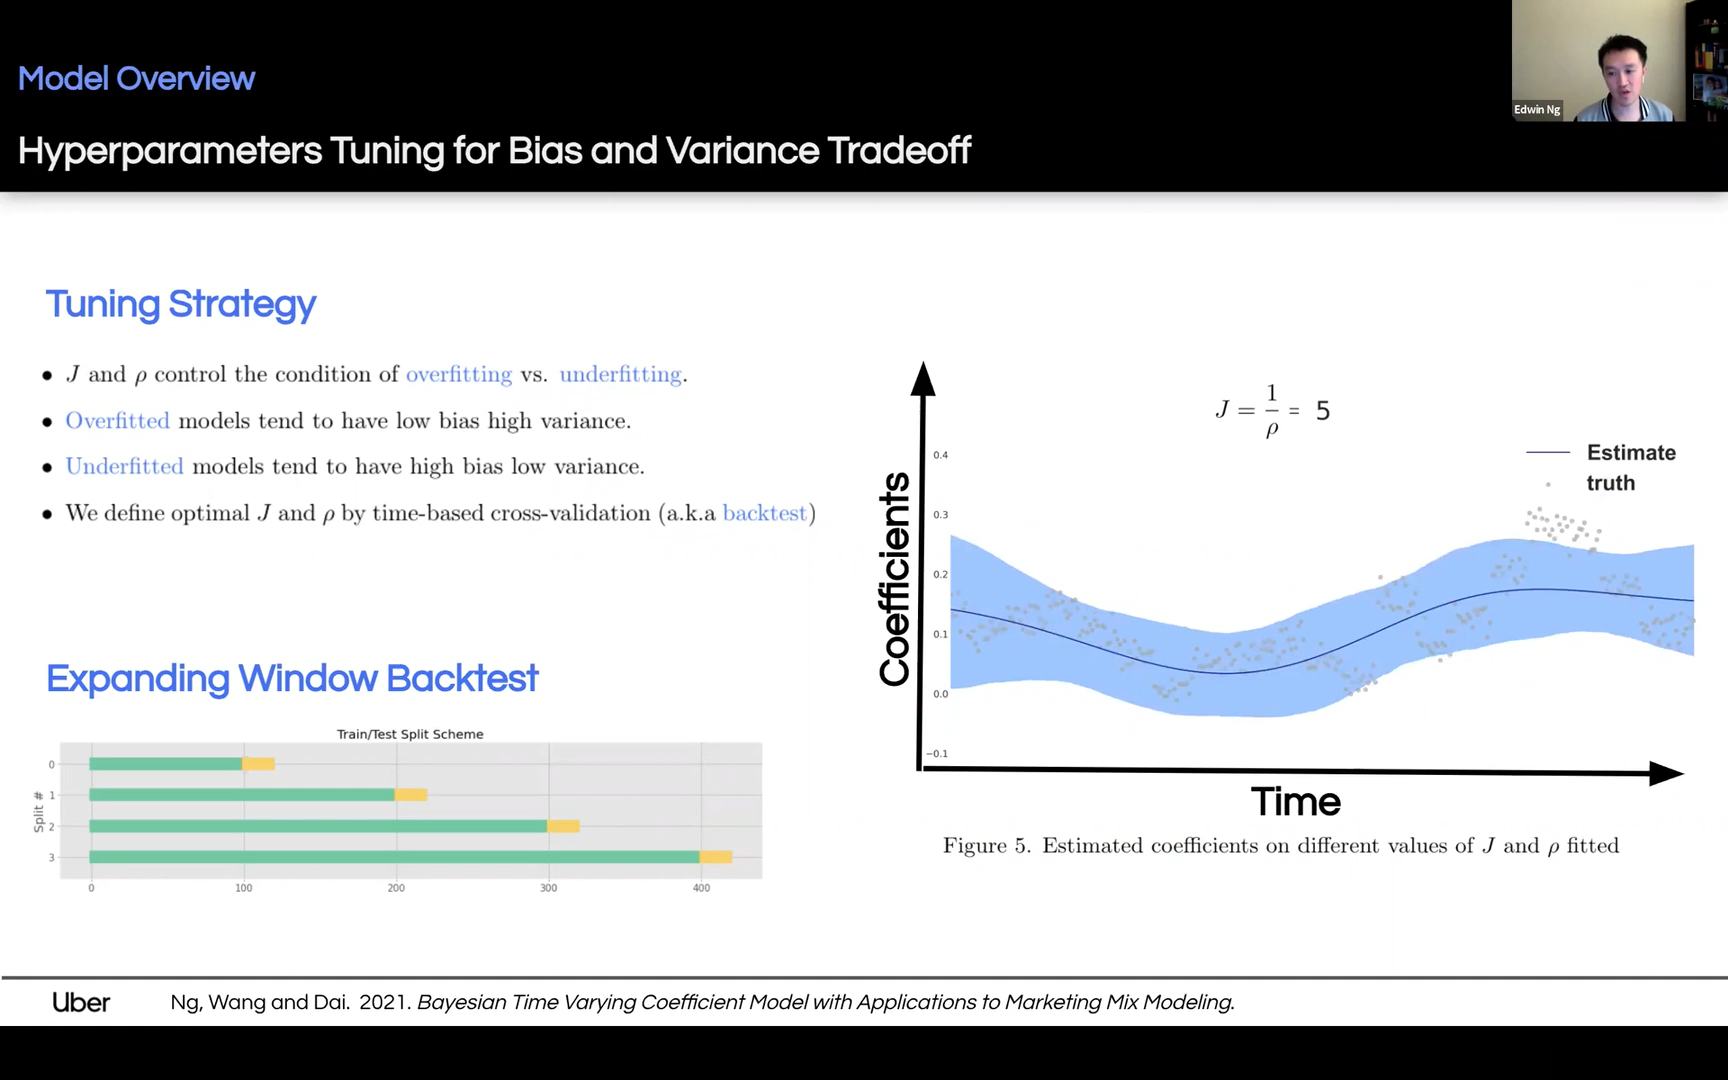 Model Overview
Hyperparameters Tuning for Bias and Variance Tradeoff
Edwin Ng
Tuning Strategy
• J and ρ control the condition of overfitting vs. underfitting.
• Overfitted models tend to have low bias high variance.
• Underfitted models tend to have high bias low variance.
• We define optimal J and ρ by time-based cross-validation (a.k.a backtest)
Expanding Window Backtest
Train/Test Split Scheme
Split #
0
1
2
3
0 100 200 300 400
J = 1/ρ = 5
Estimate
truth
Coefficients
0.4
0.3
0.2
0.1
0.0
−0.1
Time
Figure 5. Estimated coefficients on different values of J and ρ fitted
Uber
Ng, Wang and Dai. 2021. Bayesian Time Varying Coefficient Model with Applications to Marketing Mix Modeling.